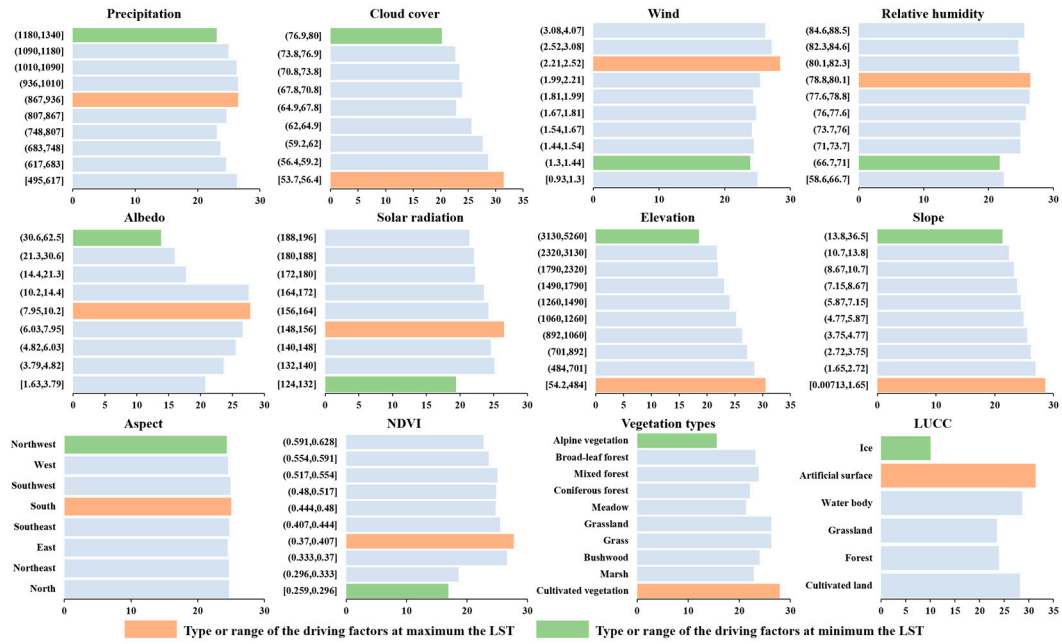 Precipitation
(1180,1340]
(1090,1180]
(1010,1090]
(936,1010]
(867,936]
(807,867]
(748,807]
(683,748]
(617,683]
[495,617]
0 10 20 30
Cloud cover
(76.9,80]
(73.8,76.9]
(70.8,73.8]
(67.8,70.8]
(64.9,67.8]
(62,64.9]
(59.2,62]
(56.4,59.2]
[53.7,56.4]
0 5 10 15 20 25 30 35
Wind
(3.08,4.07]
(2.52,3.08]
(2.21,2.52]
(1.99,2.21]
(1.81,1.99]
(1.67,1.81]
(1.54,1.67]
(1.44,1.54]
(1.3,1.44]
[0.93,1.3]
0 5 10 15 20 25 30
Relative humidity
(84.6,88.5]
(82.3,84.6]
(80.1,82.3]
(78.8,80.1]
(77.6,78.8]
(76,77.6]
(73.7,76]
(71,73.7]
(66.7,71]
[58.6,66.7]
0 5 10 15 20 25 30
Albedo
(30.6,62.5]
(21.3,30.6]
(14.4,21.3]
(10.2,14.4]
(7.95,10.2]
(6.03,7.95]
(4.82,6.03]
(3.79,4.82]
[1.63,3.79]
0 5 10 15 20 25 30
Solar radiation
(188,196]
(180,188]
(172,180]
(164,172]
(156,164]
(148,156]
(140,148]
(132,140]
[124,132]
0 5 10 15 20 25 30
Elevation
(3130,5260]
(2320,3130]
(1790,2320]
(1490,1790]
(1260,1490]
(1060,1260]
(892,1060]
(701,892]
(484,701]
[54.2,484]
0 5 10 15 20 25 30 35
Slope
(13.8,36.5]
(10.7,13.8]
(8.67,10.7]
(7.15,8.67]
(5.87,7.15]
(4.77,5.87]
(3.75,4.77]
(2.72,3.75]
(1.65,2.72]
[0.00713,1.65]
0 5 10 15 20 25 30
Aspect
Northwest
West
Southwest
South
Southeast
East
Northeast
North
0 10 20 30
NDVI
(0.591,0.628]
(0.554,0.591]
(0.517,0.554]
(0.48,0.517]
(0.444,0.48]
(0.407,0.444]
(0.37,0.407]
(0.333,0.37]
(0.296,0.333]
[0.259,0.296]
0 5 10 15 20 25 30
Vegetation types
Alpine vegetation
Broad-leaf forest
Mixed forest
Coniferous forest
Meadow
Grassland
Grass
Bushwood
Marsh
Cultivated vegetation
0 10 20 30
LUCC
Ice
Artificial surface
Water body
Grassland
Forest
Cultivated land
0 5 10 15 20 25 30 35
Type or range of the driving factors at maximum the LST
Type or range of the driving factors at minimum the LST